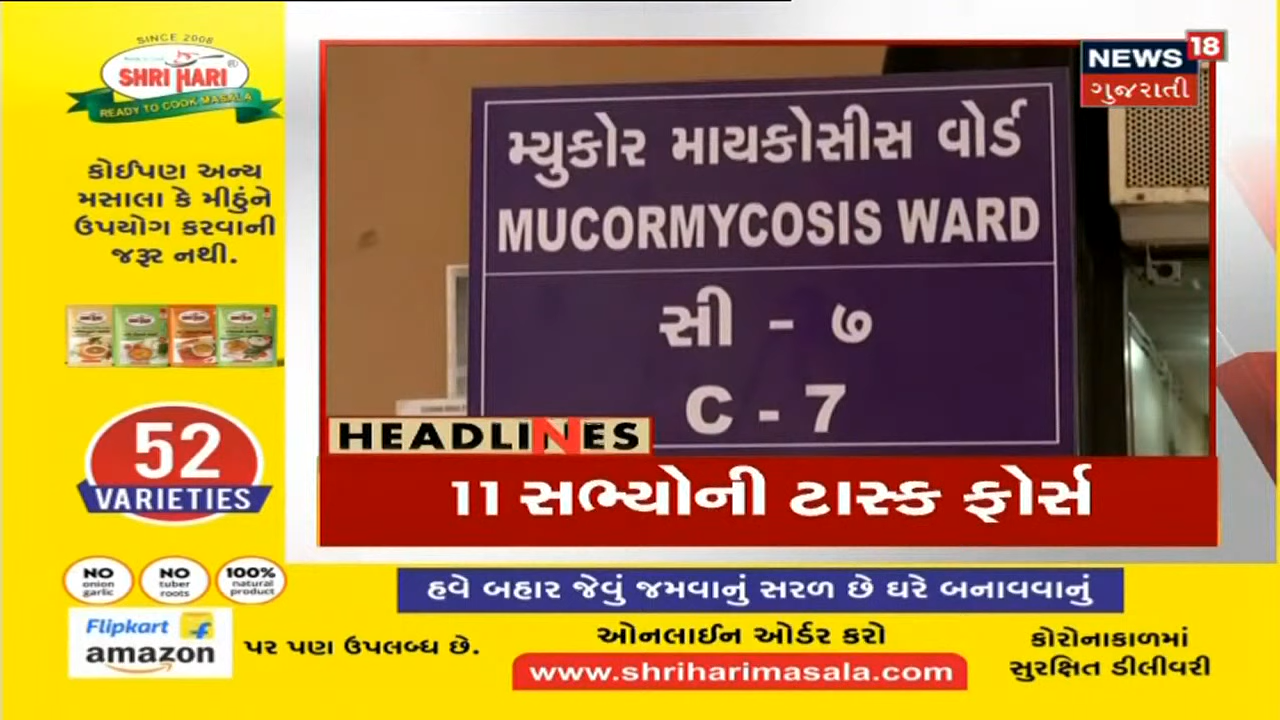 SINCE 2008
SHRI HARI
READY TO COOK MASALA
કોઈપણ અન્ય
મસાલા કે મીઠુંને
ઉપયોગ કરવાની
જરૂર નથી.
52
VARIETIES
NO onion garlic
NO tuber roots
100% natural product
Flipkart
amazon
પર પણ ઉપલબ્ધ છે.
NEWS 18
ગુજરાતી
મ્યુકોર માયકોસીસ વોર્ડ
MUCORMYCOSIS WARD
સી - ૭
C - 7
HEADLINES
11 સભ્યોની ટાસ્ક ફોર્સ
હવે બહાર જેવું જમવાનું સરળ છે ઘરે બનાવવાનું
ઓનલાઈન ઓર્ડર કરો
www.shriharimasala.com
કોરોનાકાળમાં
સુરક્ષિત ડીલીવરી